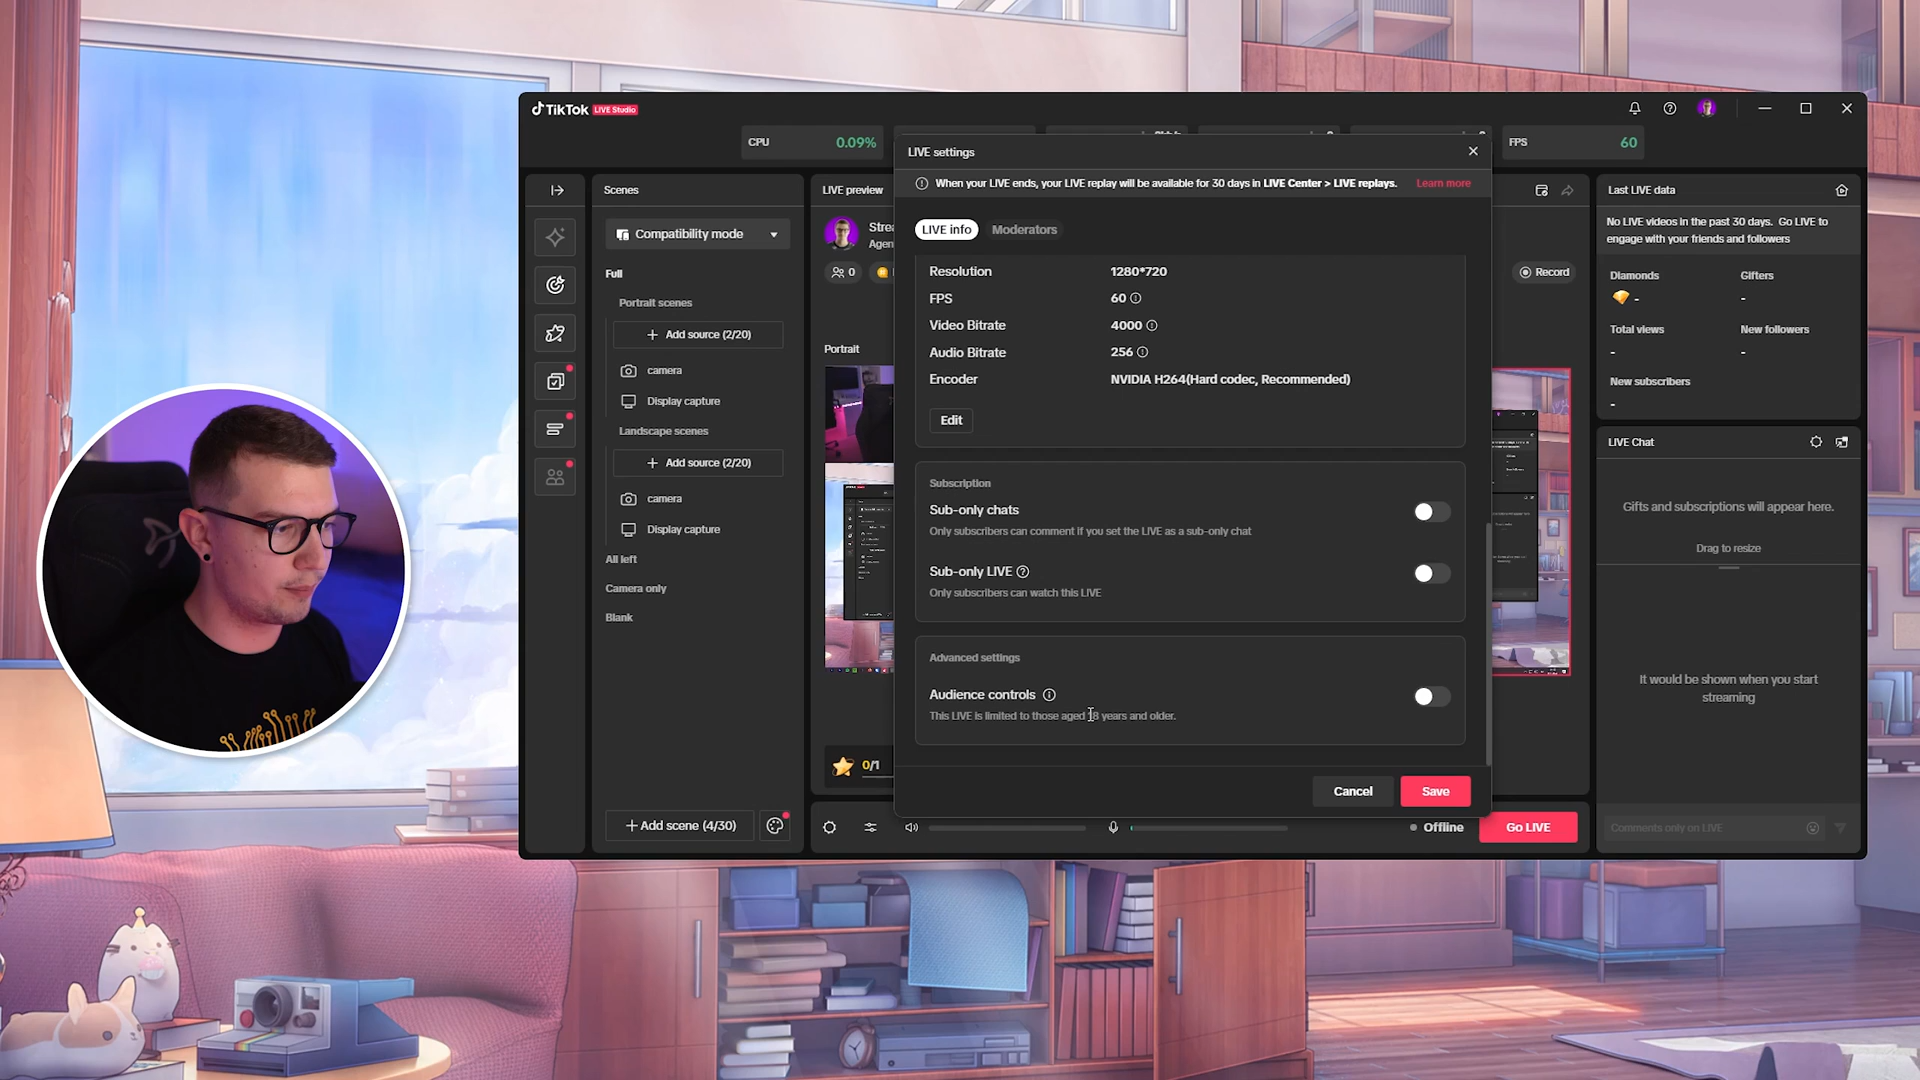 TikTok LIVE Studio
CPU 0.09%
FPS 60
Scenes
Compatibility mode
Full
Portrait scenes
Add source (2/20)
camera
Display capture
Landscape scenes
Add source (2/20)
camera
Display capture
All left
Camera only
Blank
Add scene (4/30)
LIVE preview
0
Portrait
0/1
LIVE settings
When your LIVE ends, your LIVE replay will be available for 30 days in LIVE Center > LIVE replays. Learn more
LIVE info Moderators
Resolution 1280*720
FPS 60
Video Bitrate 4000
Audio Bitrate 256
Encoder NVIDIA H264(Hard codec, Recommended)
Edit
Subscription
Sub-only chats
Only subscribers can comment if you set the LIVE as a sub-only chat
Sub-only LIVE
Only subscribers can watch this LIVE
Advanced settings
Audience controls
This LIVE is limited to those aged 18 years and older.
Cancel Save
Record
Offline
Go LIVE
Last LIVE data
No LIVE videos in the past 30 days. Go LIVE to
engage with your friends and followers
Diamonds Gifters
- -
Total views New followers
- -
New subscribers
-
LIVE Chat
Gifts and subscriptions will appear here.
Drag to resize
It would be shown when you start
streaming
Comments only on LIVE